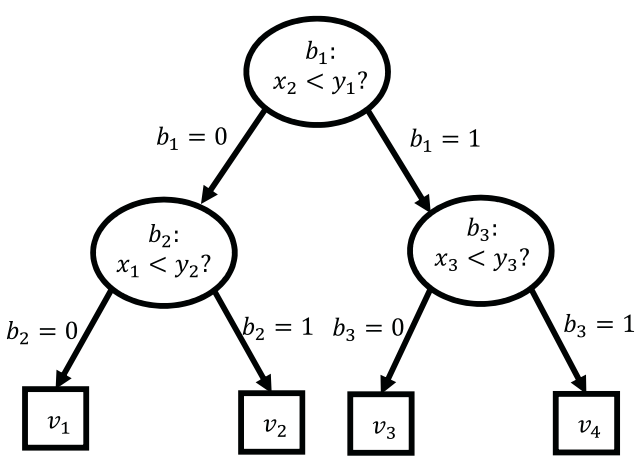 b₁:
x₂ < y₁?
b₁ = 0
b₁ = 1
b₂:
x₁ < y₂?
b₃:
x₃ < y₃?
b₂ = 0
b₂ = 1
b₃ = 0
b₃ = 1
v₁
v₂
v₃
v₄